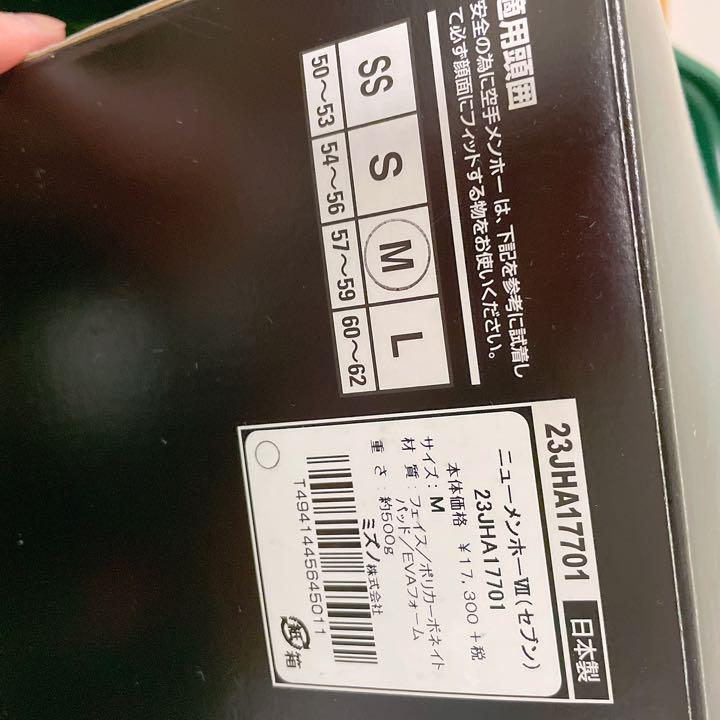 適用頭囲
安全の為に空手メンホーは、下記を参考に試着し
て必ず顔面にフィットする物をお使いください。
SS S M L
50～53 54～56 57～59 60～62
23JHA17701 日本製
ニューメンホーⅦ(セブン)
23JHA17701
本体価格 ¥17,300+税
サイズ: M
材 質:フェイス/ポリカーボネイト
パッド/EVAフォーム
重 さ:約500g
ミズノ株式会社
T4941445645011
紙 箱